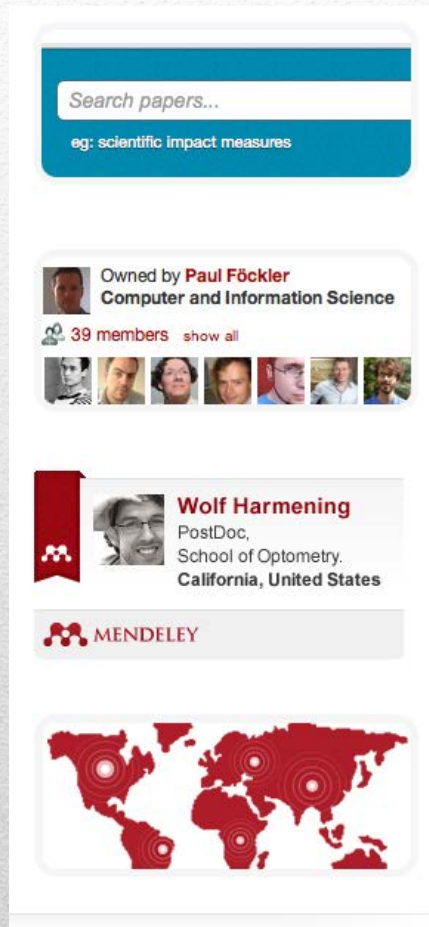 Search papers...
eg: scientific impact measures
Owned by Paul Föckler
Computer and Information Science
39 members show all
Wolf Harmening
PostDoc,
School of Optometry.
California, United States
MENDELEY